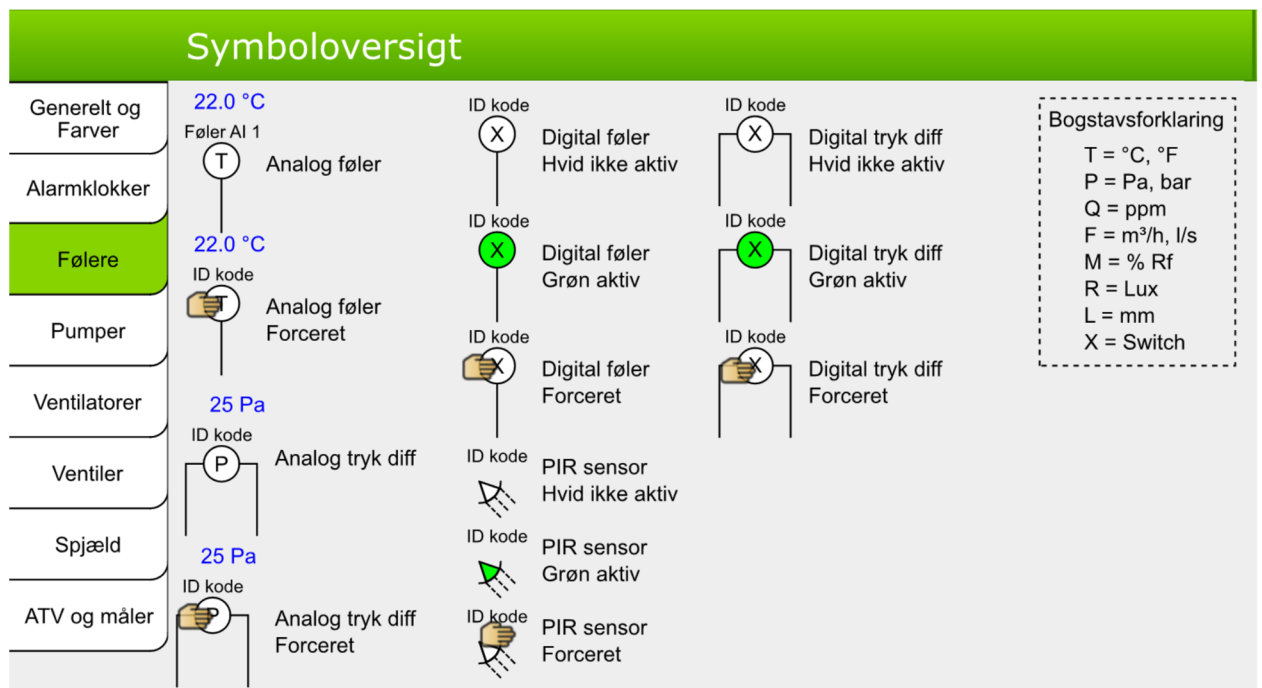 Symboloversigt
Generelt og
Farver
Alarmklokker
Følere
Pumper
Ventilatorer
Ventiler
Spjæld
ATV og måler
22.0 °C
Føler AI 1
T
Analog føler
22.0 °C
ID kode
T
Analog føler
Forceret
25 Pa
ID kode
P
Analog tryk diff
25 Pa
ID kode
P
Analog tryk diff
Forceret
ID kode
X
Digital føler
Hvid ikke aktiv
ID kode
X
Digital føler
Grøn aktiv
ID kode
X
Digital føler
Forceret
ID kode
PIR sensor
Hvid ikke aktiv
ID kode
PIR sensor
Grøn aktiv
ID kode
PIR sensor
Forceret
ID kode
X
Digital tryk diff
Hvid ikke aktiv
ID kode
X
Digital tryk diff
Grøn aktiv
ID kode
X
Digital tryk diff
Forceret
Bogstavsforklaring
T = °C, °F
P = Pa, bar
Q = ppm
F = m³/h, l/s
M = % Rf
R = Lux
L = mm
X = Switch